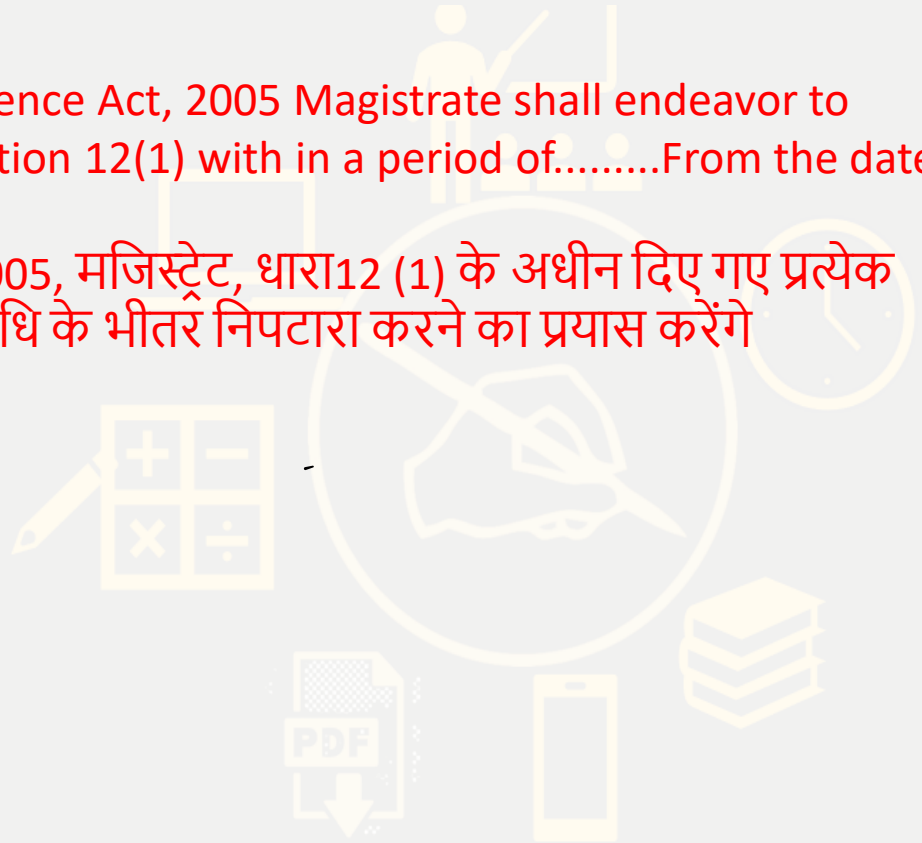 ence Act, 2005 Magistrate shall endeavor to
tion 12(1) with in a period of.........From the date
005, मजिस्ट्रेट, धारा12 (1) के अधीन दिए गए प्रत्येक
धि के भीतर निपटारा करने का प्रयास करेंगे
PDF